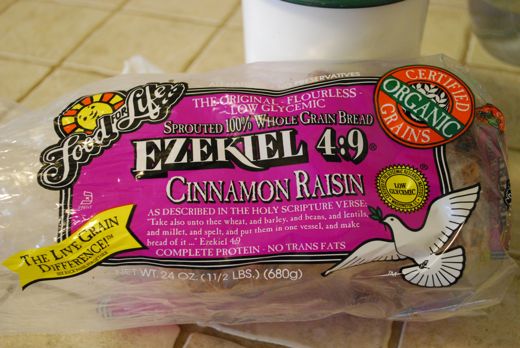 PRESERVATIVES
THE ORIGINAL - FLOURLESS -
LOW GLYCEMIC
Food FOR Life
SPROUTED 100% WHOLE GRAIN BREAD
EZEKIEL 4:9®
CINNAMON RAISIN
AS DESCRIBED IN THE HOLY SCRIPTURE VERSE:
"Take also unto thee wheat, and barley, and beans, and lentils,
and millet, and spelt, and put them in one vessel, and make
bread of it ..." Ezekiel 4:9
COMPLETE PROTEIN - NO TRANS FATS
CERTIFIED
ORGANIC
GRAINS
LOW GLYCEMIC
THE LIVE GRAIN
DIFFERENCE!™
NET WT. 24 OZ. (1 1/2 LBS.) (680g)